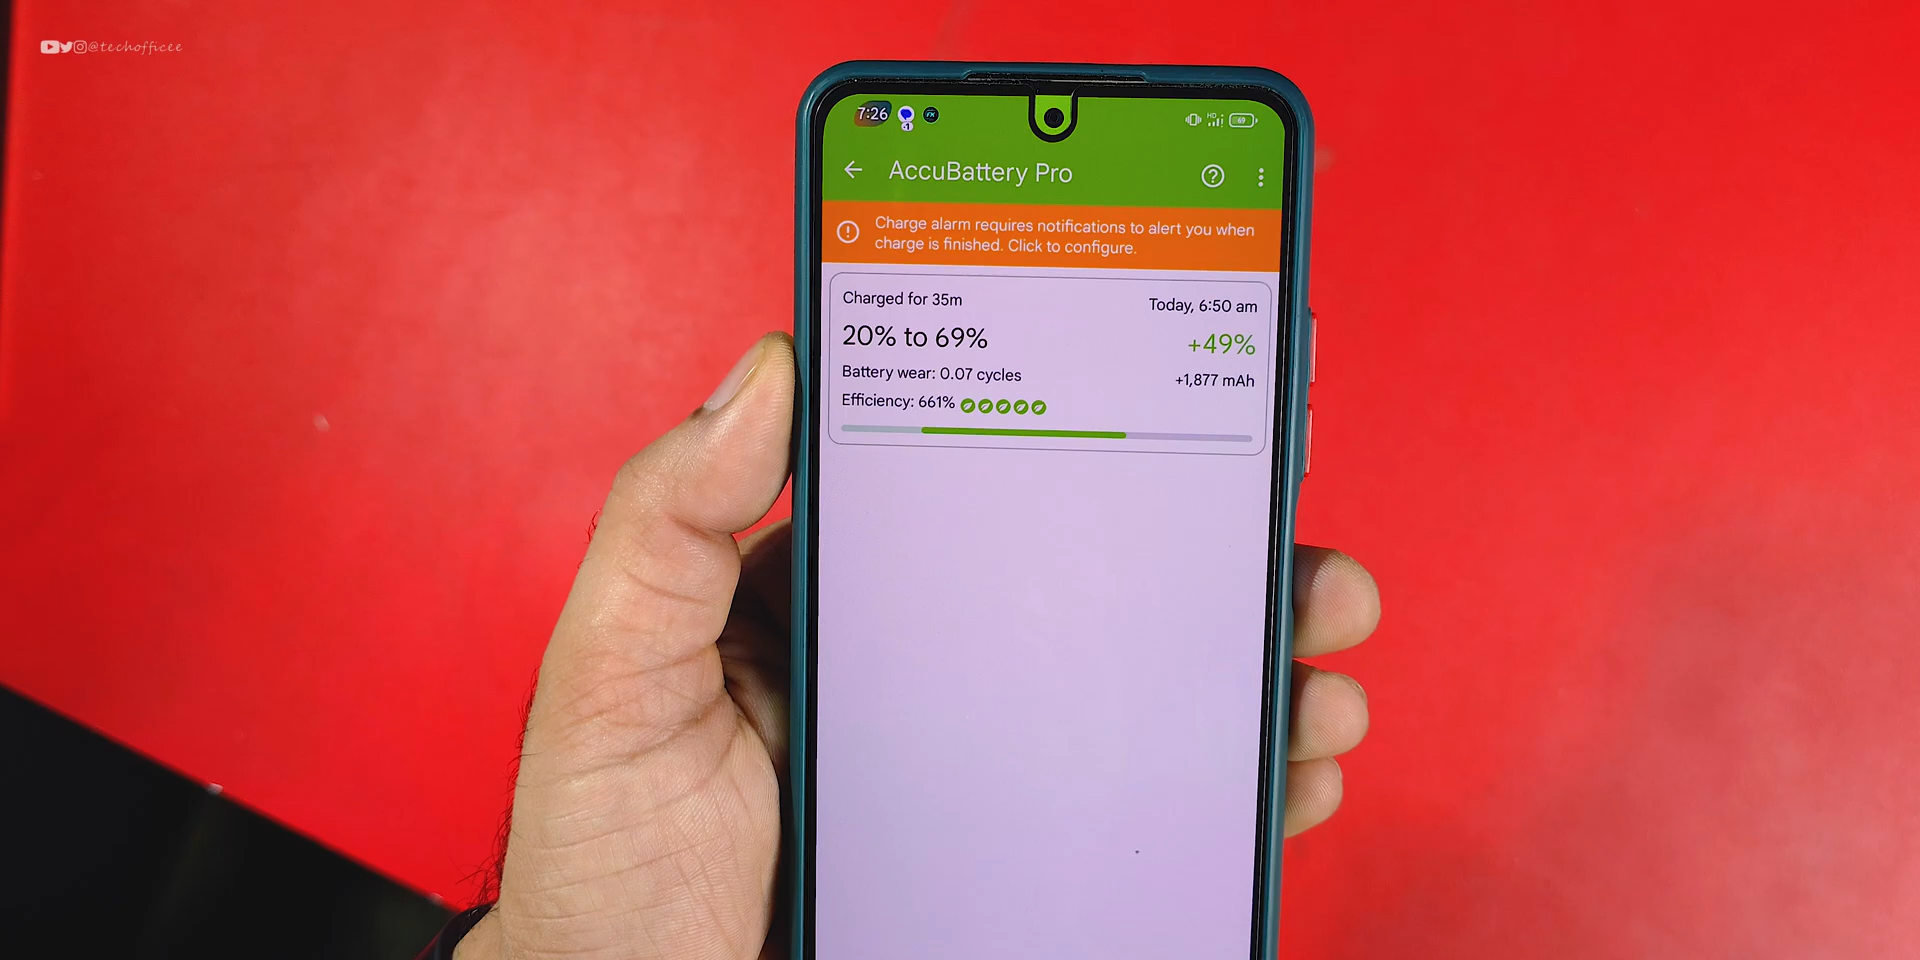 @techofficee
7:26
HD
69
AccuBattery Pro
Charge alarm requires notifications to alert you when
charge is finished. Click to configure.
Charged for 35m
Today, 6:50 am
20% to 69%
+49%
Battery wear: 0.07 cycles
+1,877 mAh
Efficiency: 661%